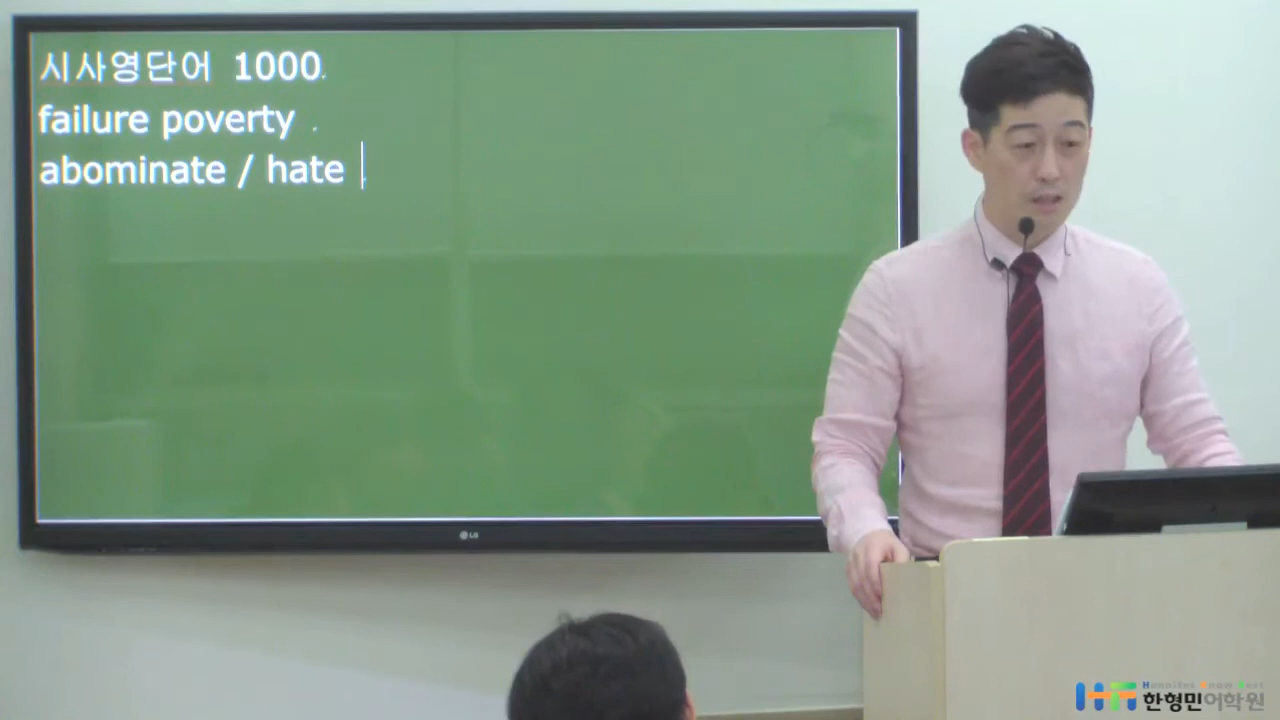 시사영단어 1000.
failure poverty .
abominate / hate
LG
한형민어학원